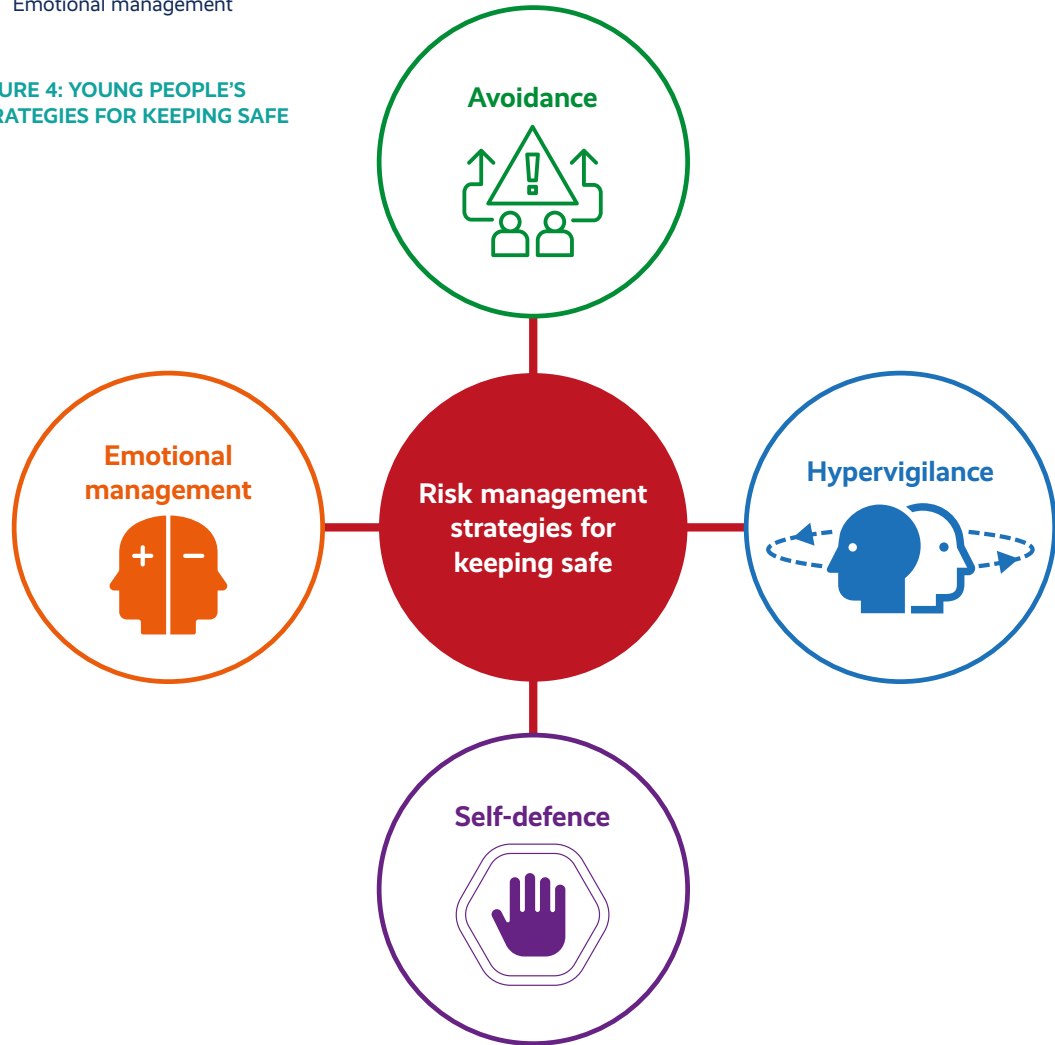 Emotional management
URE 4: YOUNG PEOPLE'S
RATEGIES FOR KEEPING SAFE
Avoidance
Emotional
management
Risk management
strategies for
keeping safe
Hypervigilance
Self-defence